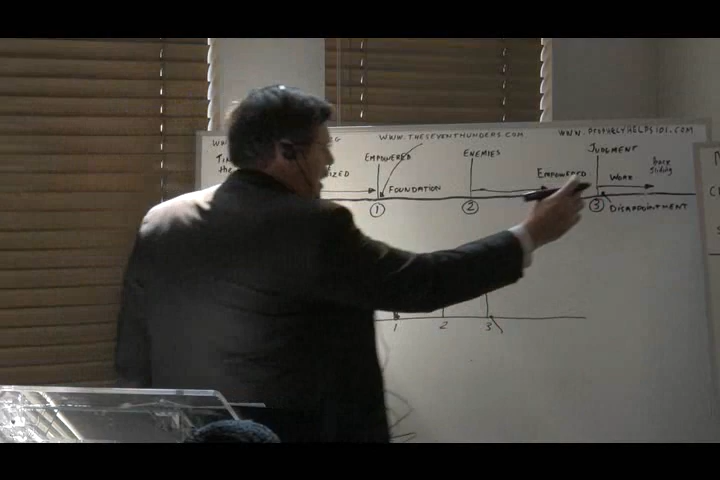 WWW.THESEVENTHUNDERS.COM
WWW.PROPHECYHELPS101.COM
EMPOWERED
ENEMIES
JUDGMENT
the
EMPOWERED
WORK
back
sliding
FOUNDATION
1
2
3
DISAPPOINTMENT
1
2
3